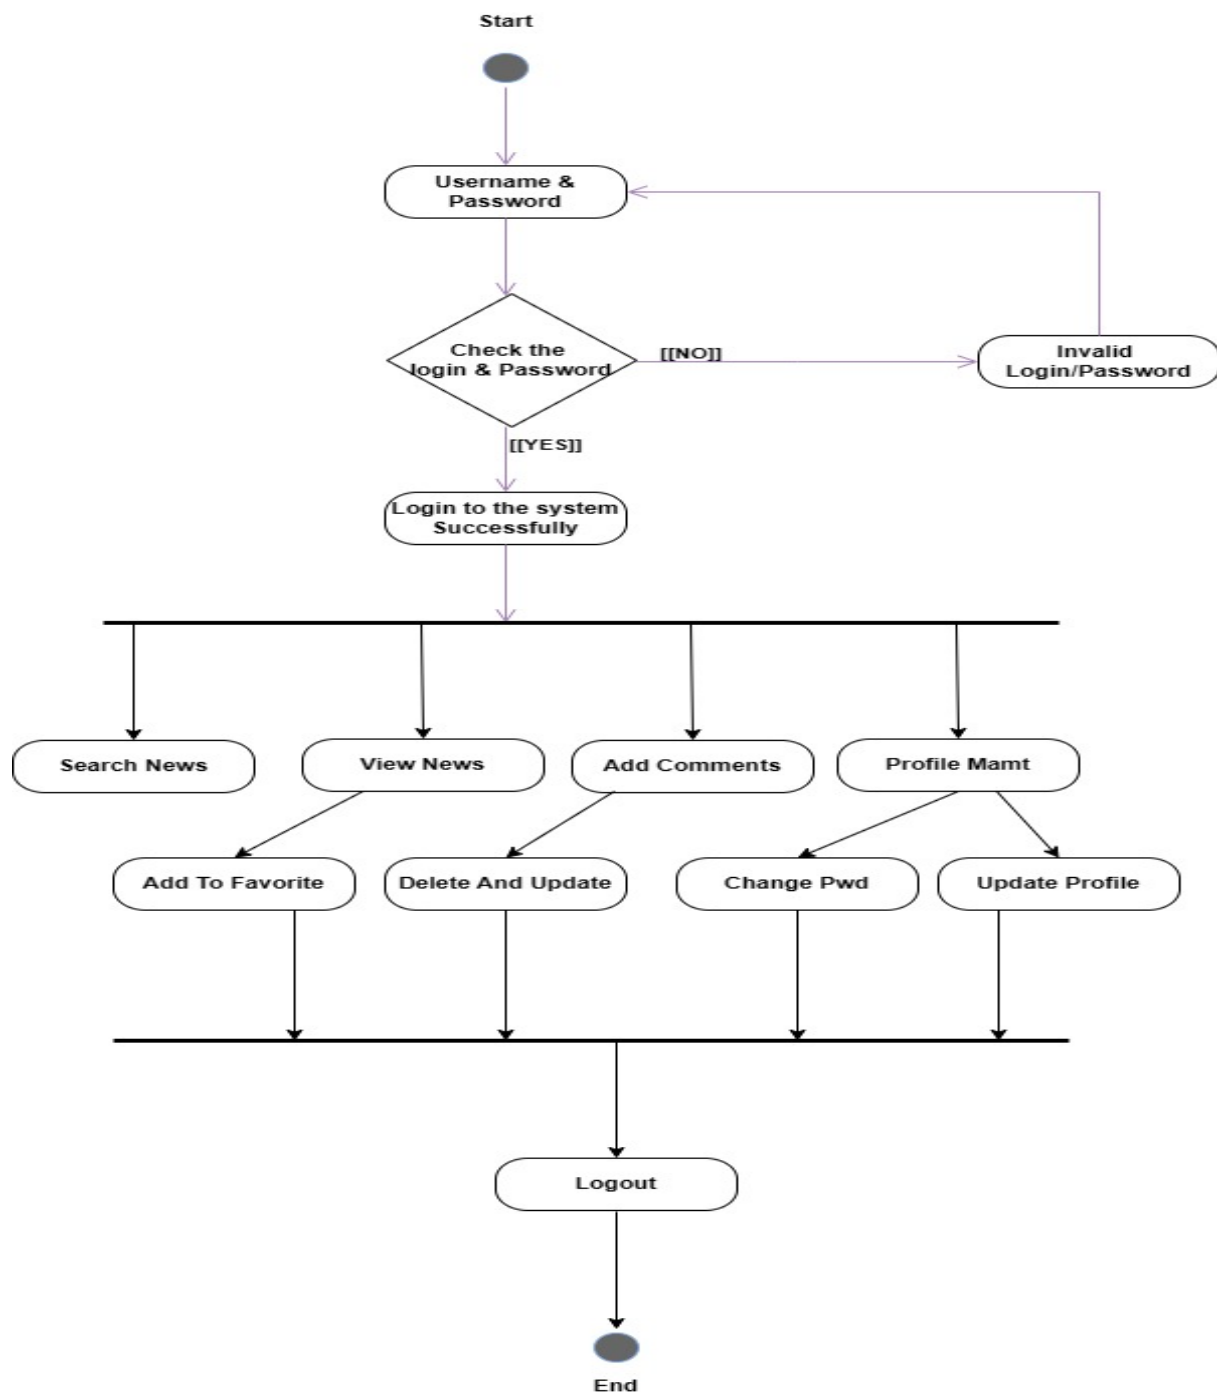 Start
Username &
Password
Check the
login & Password
[[NO]]
Invalid
Login/Password
[[YES]]
Login to the system
Successfully
Search News
View News
Add Comments
Profile Mamt
Add To Favorite
Delete And Update
Change Pwd
Update Profile
Logout
End